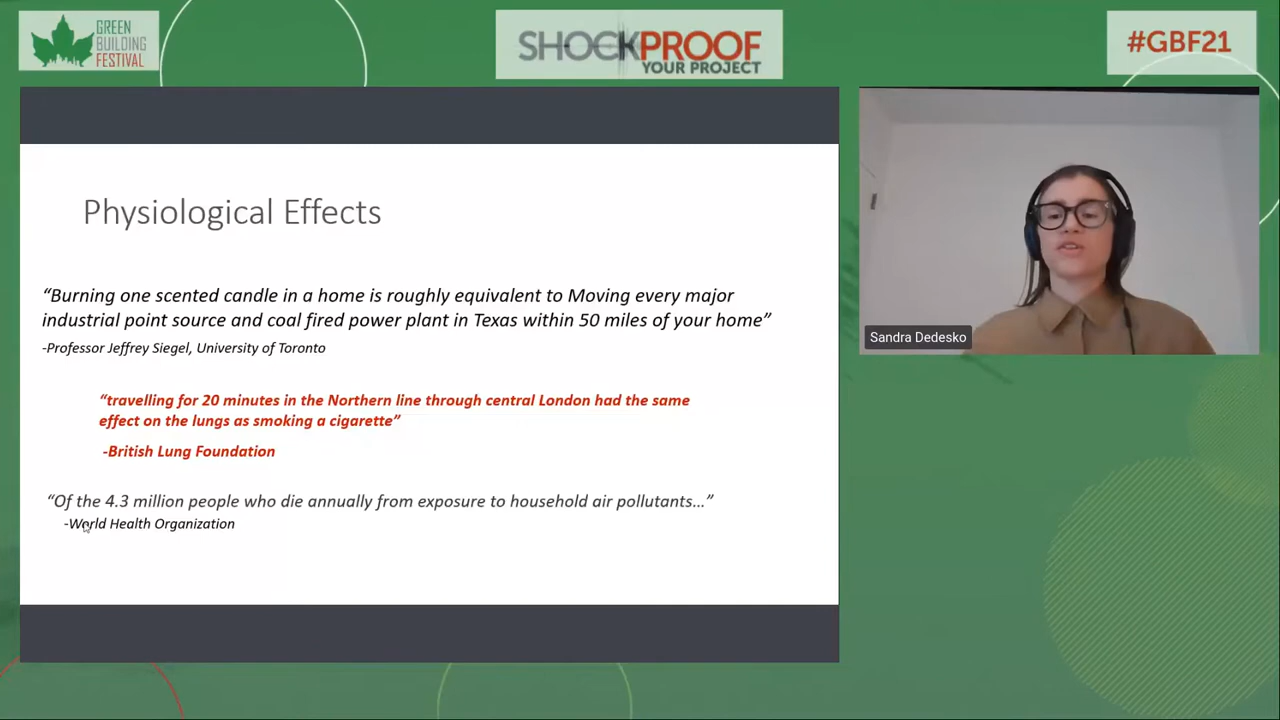 GREEN
BUILDING
FESTIVAL
SHOCKPROOF
YOUR PROJECT
#GBF21
Physiological Effects
“Burning one scented candle in a home is roughly equivalent to Moving every major
industrial point source and coal fired power plant in Texas within 50 miles of your home”
-Professor Jeffrey Siegel, University of Toronto
“travelling for 20 minutes in the Northern line through central London had the same
effect on the lungs as smoking a cigarette”
-British Lung Foundation
“Of the 4.3 million people who die annually from exposure to household air pollutants…”
-World Health Organization
Sandra Dedesko